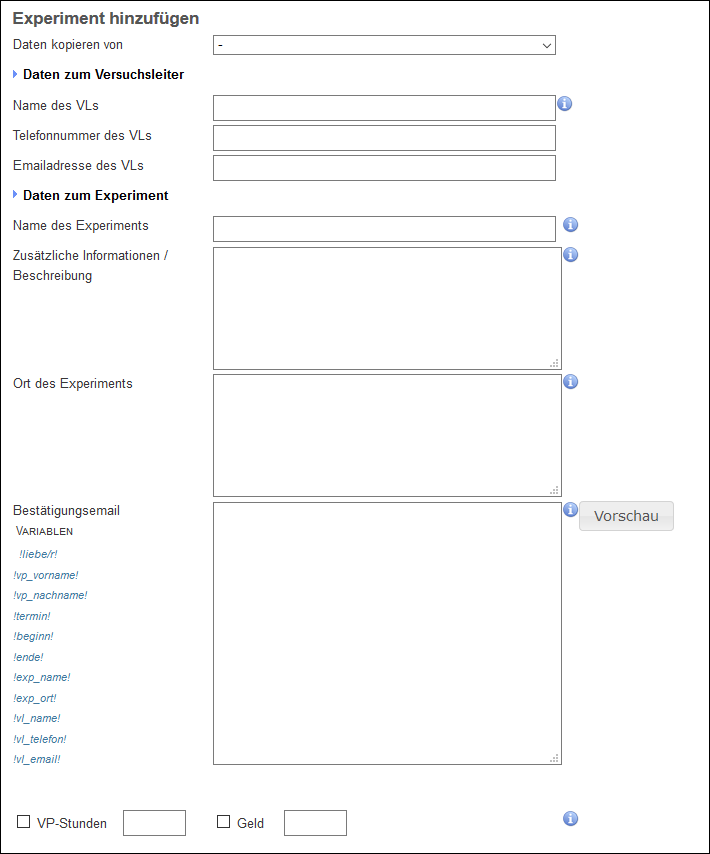 Experiment hinzufügen
Daten kopieren von
-
Daten zum Versuchsleiter
Name des VLs
Telefonnummer des VLs
Emailadresse des VLs
Daten zum Experiment
Name des Experiments
Zusätzliche Informationen /
Beschreibung
Ort des Experiments
Bestätigungsemail
Vorschau
VARIABLEN
!liebe/r!
!vp_vorname!
!vp_nachname!
!termin!
!beginn!
!ende!
!exp_name!
!exp_ort!
!vl_name!
!vl_telefon!
!vl_email!
VP-Stunden Geld